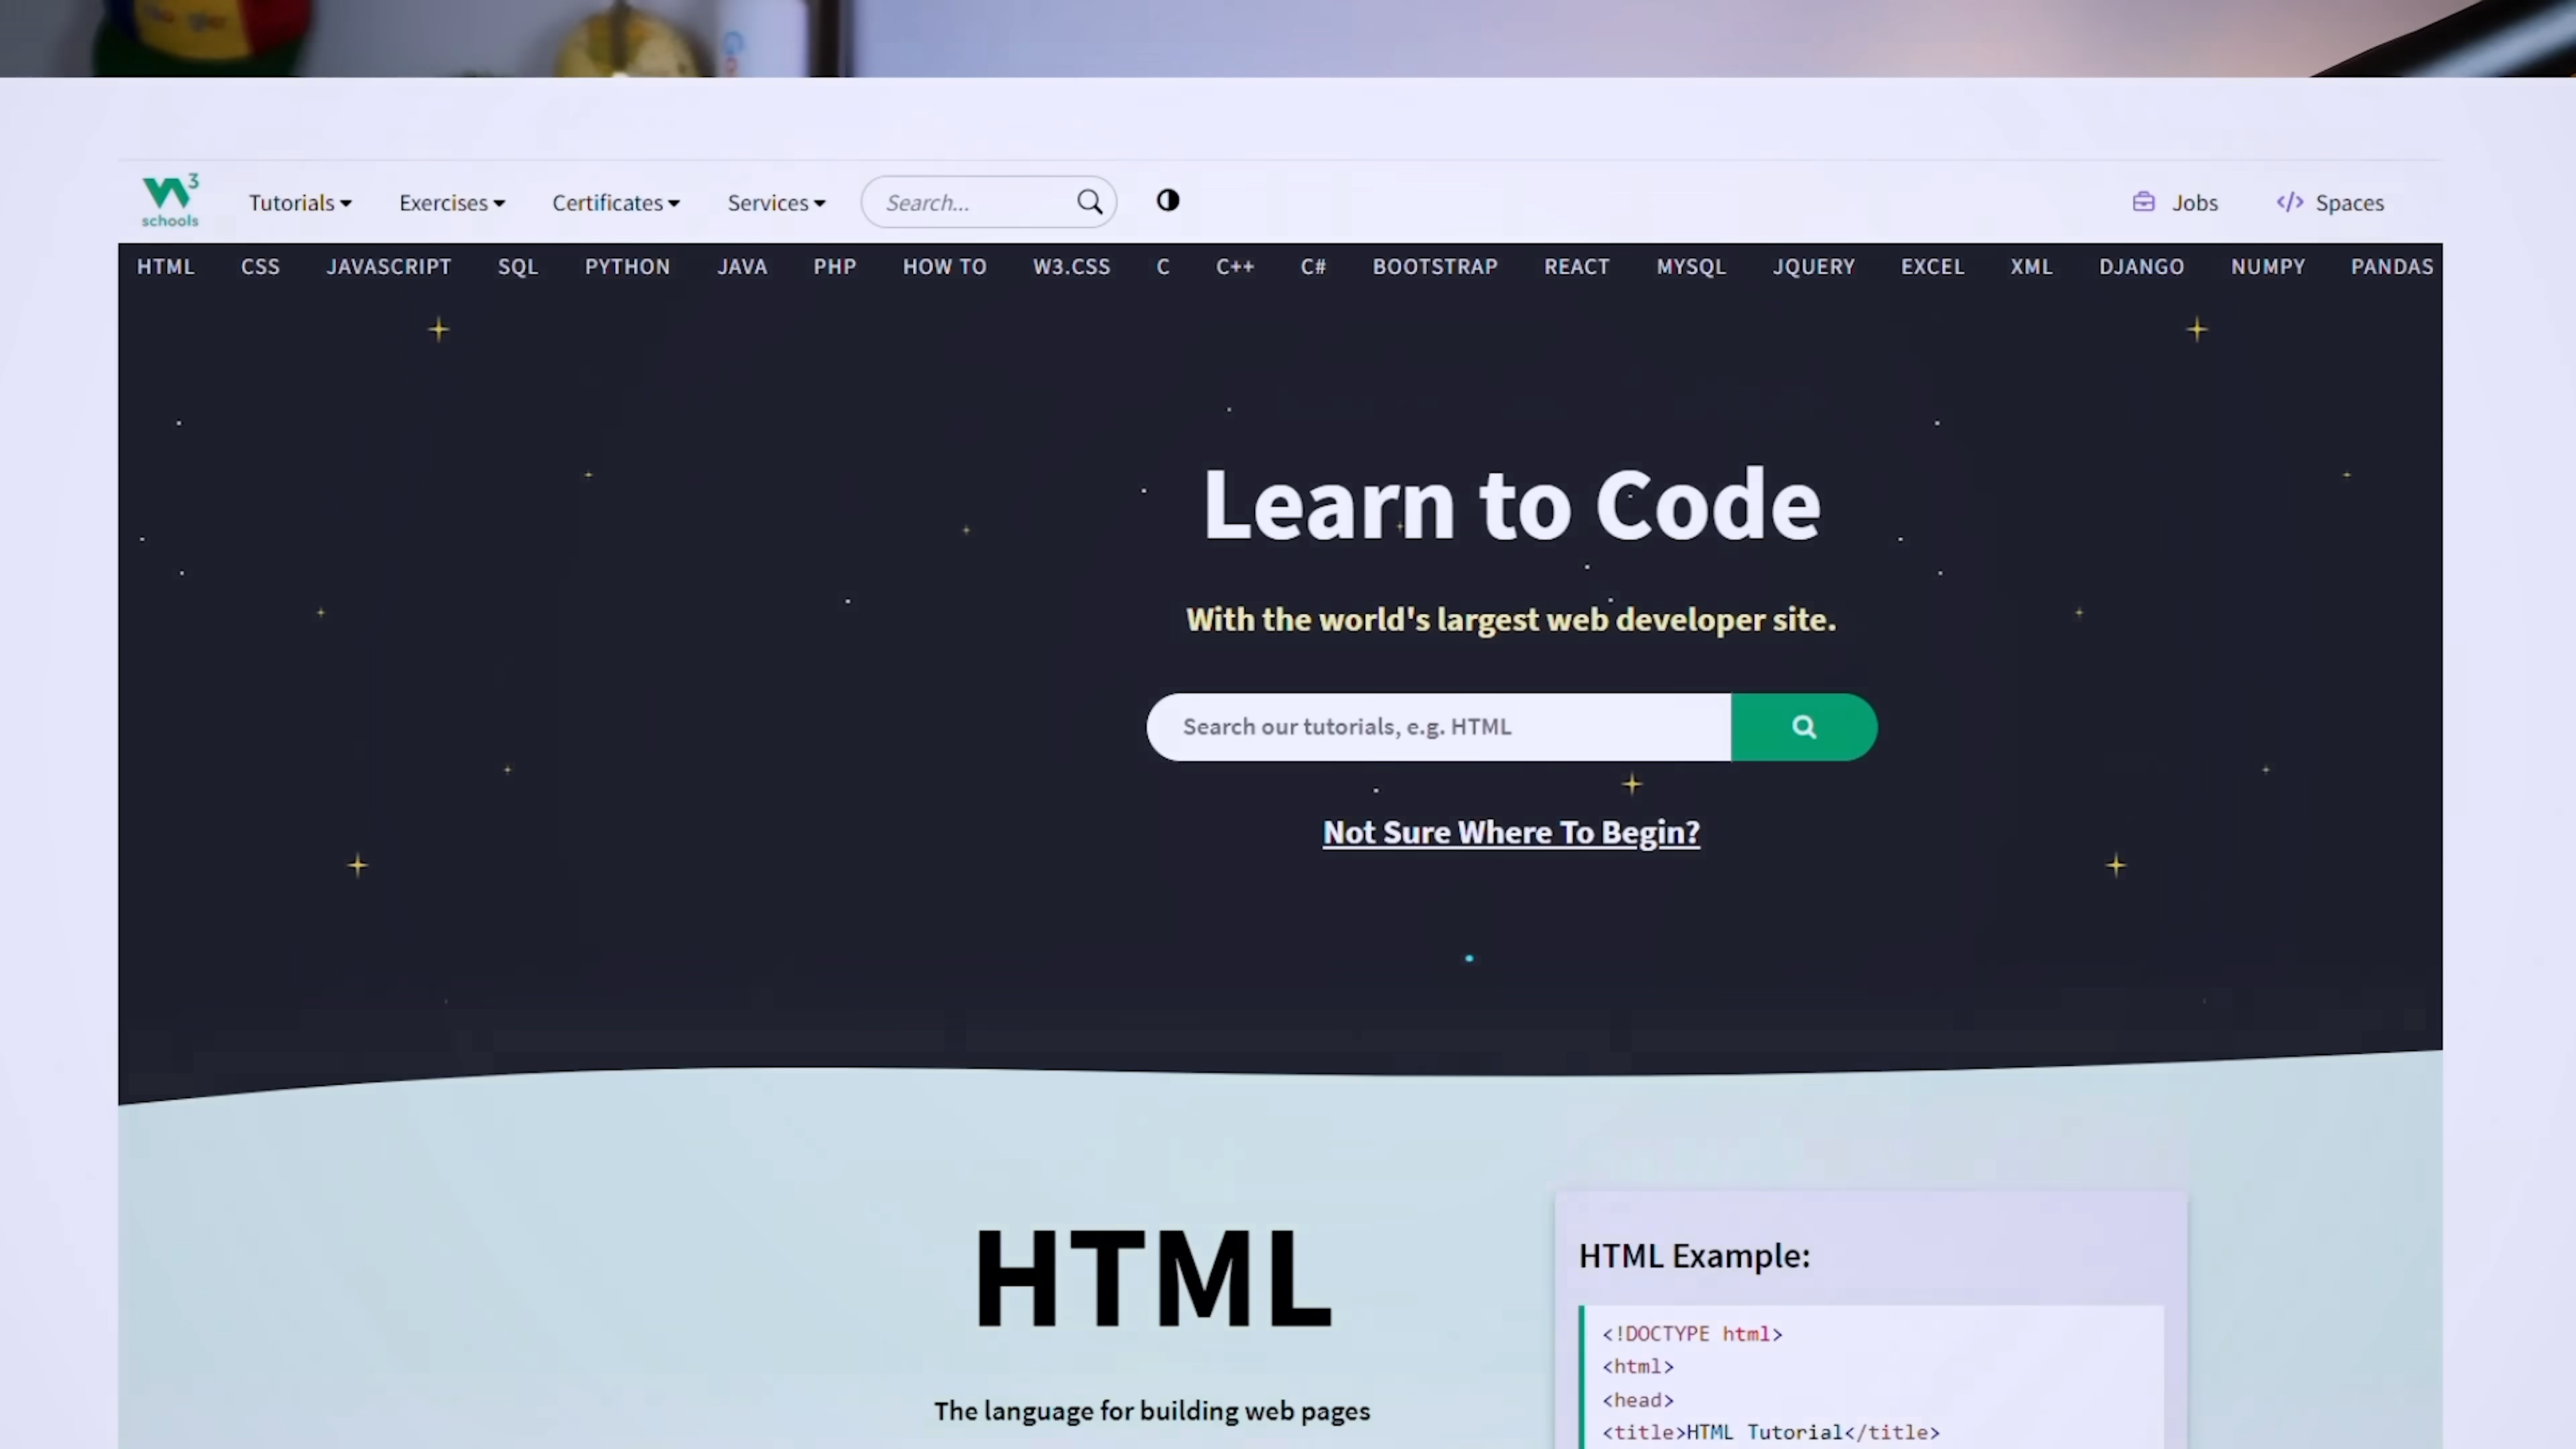 W3 schools
Tutorials Exercises Certificates Services Search... Jobs </> Spaces
HTML CSS JAVASCRIPT SQL PYTHON JAVA PHP HOW TO W3.CSS C C++ C# BOOTSTRAP REACT MYSQL JQUERY EXCEL XML DJANGO NUMPY PANDAS
Learn to Code
With the world's largest web developer site.
Search our tutorials, e.g. HTML
Not Sure Where To Begin?
HTML
The language for building web pages
HTML Example:
<!DOCTYPE html>
<html>
<head>
<title>HTML Tutorial</title>